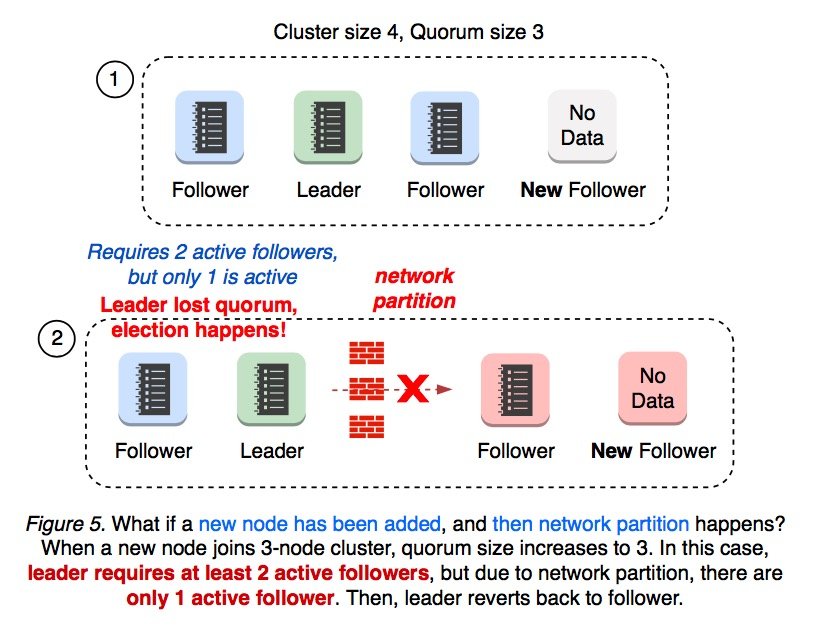 Cluster size 4, Quorum size 3
1
No
Data
Follower
Leader
Follower
New Follower
Requires 2 active followers,
but only 1 is active
network
partition
Leader lost quorum,
election happens!
2
No
Data
Follower
Leader
Follower
New Follower
Figure 5. What if a new node has been added, and then network partition happens?
When a new node joins 3-node cluster, quorum size increases to 3. In this case,
leader requires at least 2 active followers, but due to network partition, there are
only 1 active follower. Then, leader reverts back to follower.